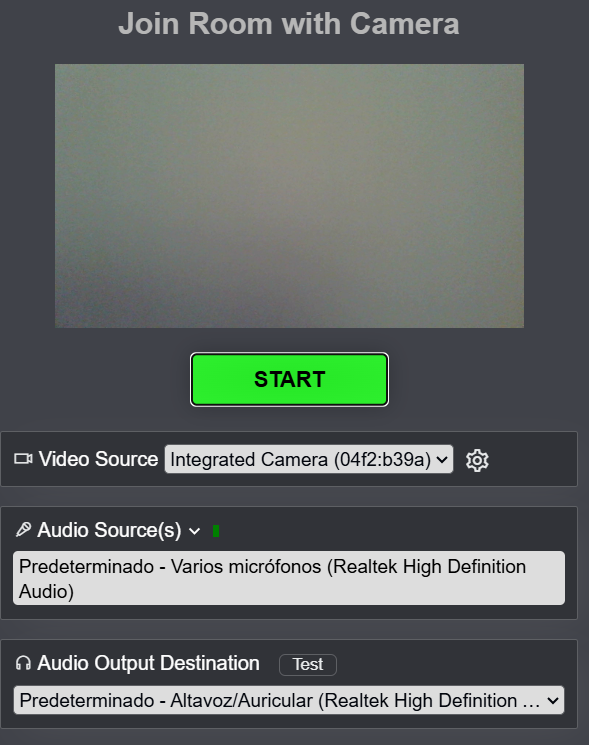 Join Room with Camera
START
Video Source Integrated Camera (04f2:b39a)
Audio Source(s)
Predeterminado - Varios micrófonos (Realtek High Definition
Audio)
Audio Output Destination Test
Predeterminado - Altavoz/Auricular (Realtek High Definition ...